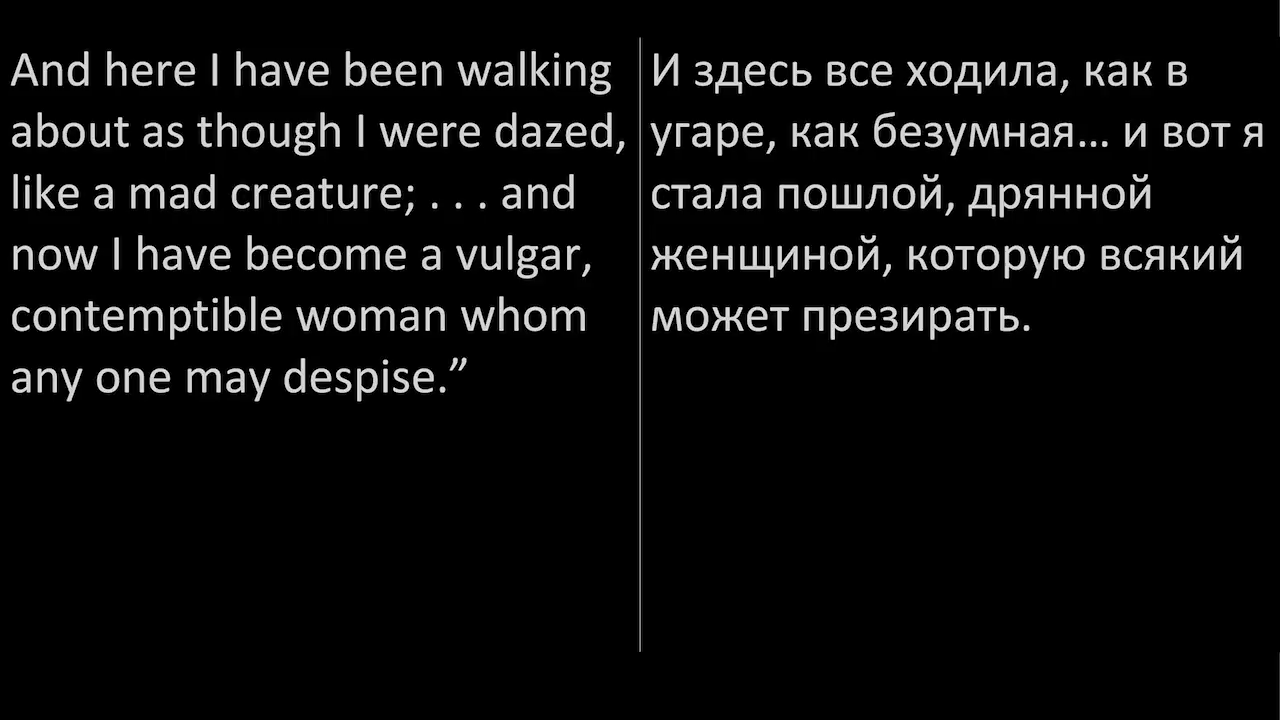 And here I have been walking
about as though I were dazed,
like a mad creature; . . . and
now I have become a vulgar,
contemptible woman whom
any one may despise.”
И здесь все ходила, как в
угаре, как безумная… и вот я
стала пошлой, дрянной
женщиной, которую всякий
может презирать.